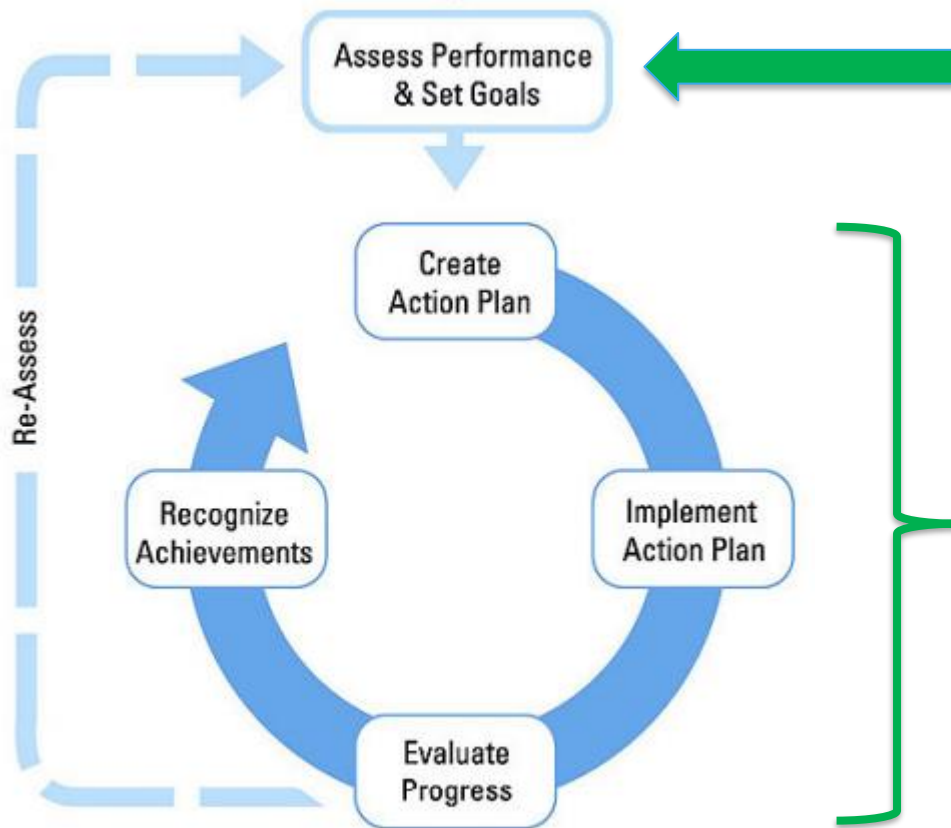 Assess Performance
& Set Goals
Create
Action Plan
Re-Assess
Recognize
Achievements
Implement
Action Plan
Evaluate
Progress